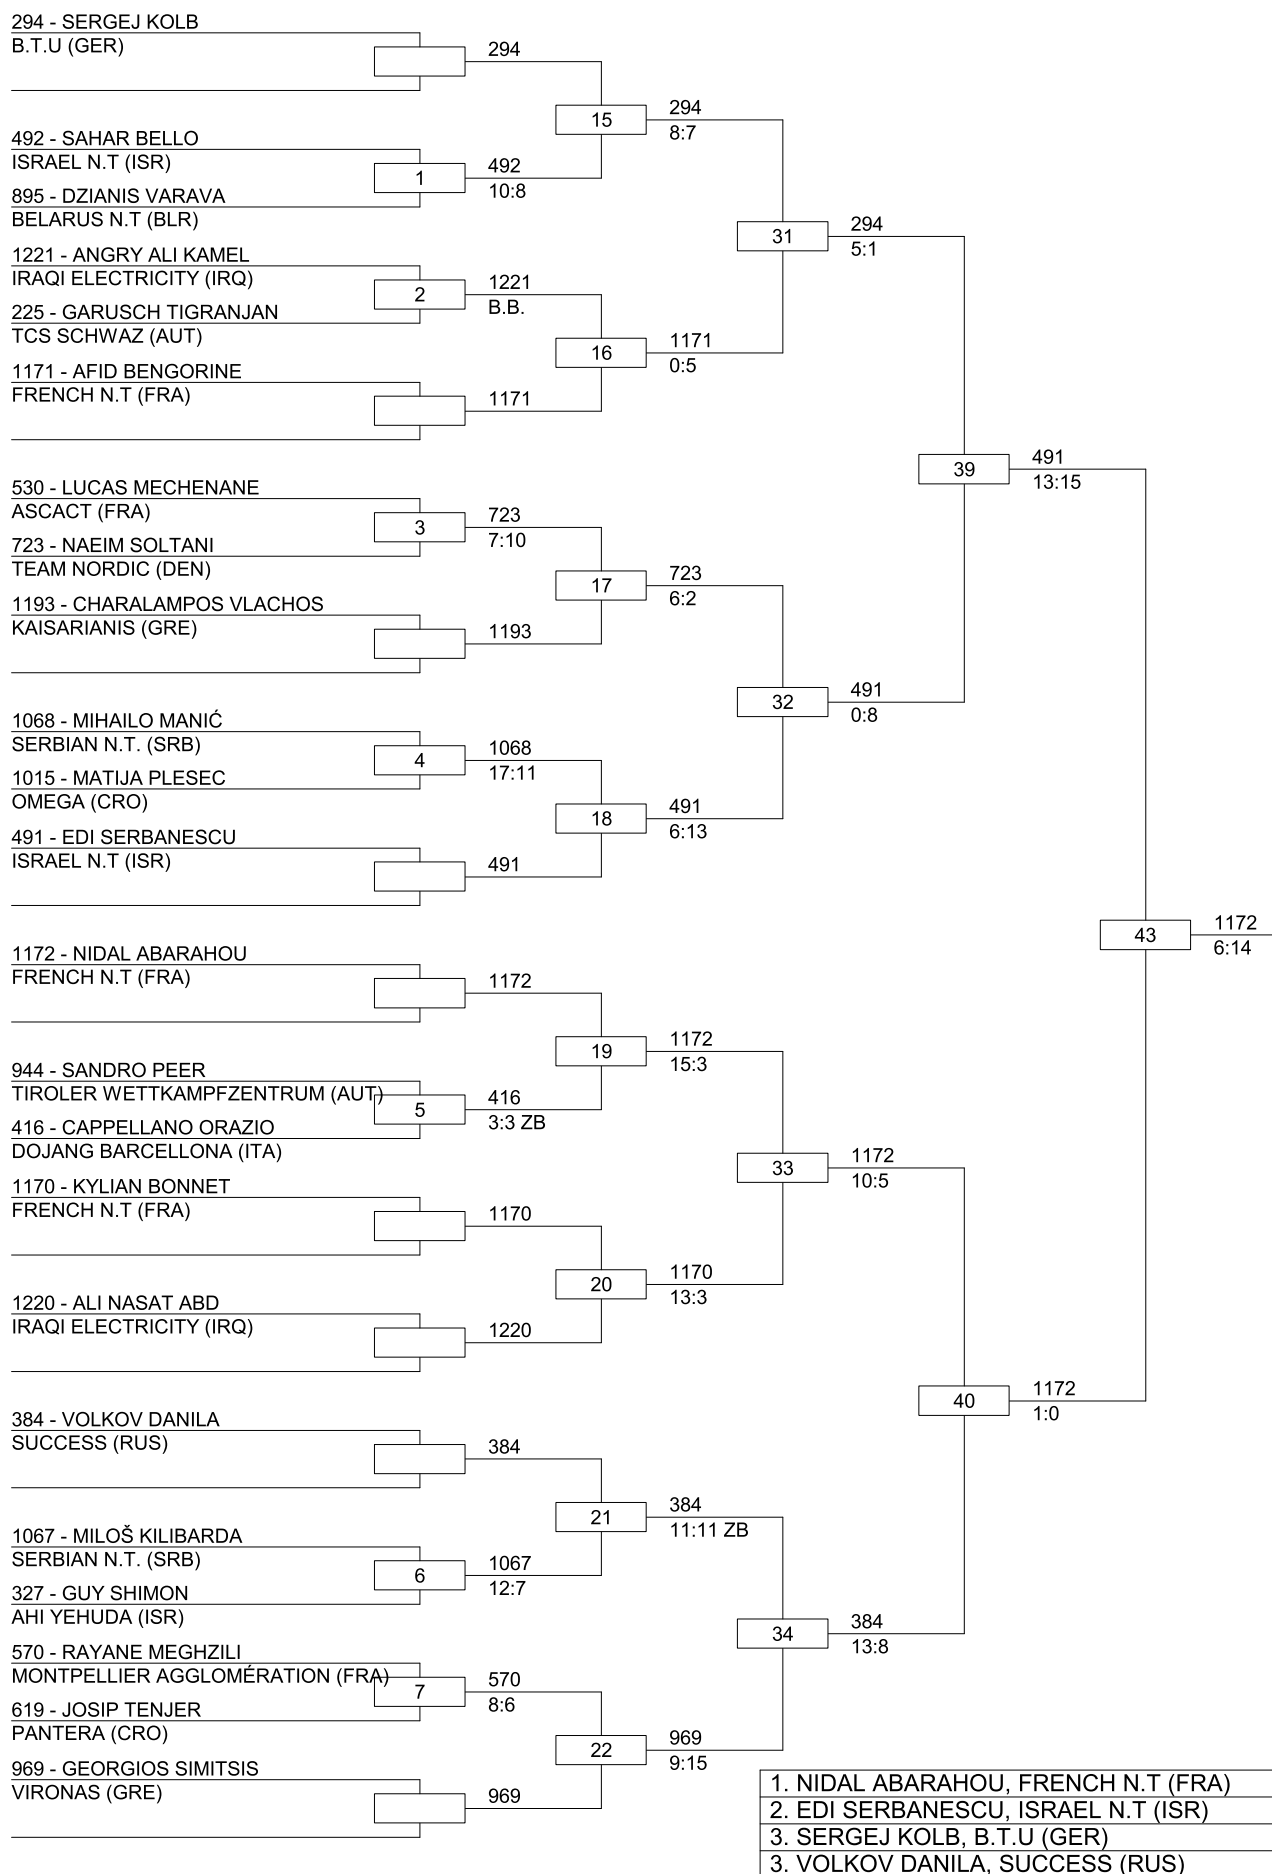 294 - SERGEJ KOLB
B.T.U (GER)
294
15
294
8:7
492 - SAHAR BELLO
ISRAEL N.T (ISR)
1
492
10:8
895 - DZIANIS VARAVA
BELARUS N.T (BLR)
31
294
5:1
1221 - ANGRY ALI KAMEL
IRAQI ELECTRICITY (IRQ)
2
1221
B.B.
225 - GARUSCH TIGRANJAN
TCS SCHWAZ (AUT)
16
1171
0:5
1171 - AFID BENGORINE
FRENCH N.T (FRA)
1171
39
491
13:15
530 - LUCAS MECHENANE
ASCACT (FRA)
3
723
7:10
723 - NAEIM SOLTANI
TEAM NORDIC (DEN)
17
723
6:2
1193 - CHARALAMPOS VLACHOS
KAISARIANIS (GRE)
1193
32
491
0:8
1068 - MIHAILO MANIĆ
SERBIAN N.T. (SRB)
4
1068
17:11
1015 - MATIJA PLESEC
OMEGA (CRO)
18
491
6:13
491 - EDI SERBANESCU
ISRAEL N.T (ISR)
491
43
1172
6:14
1172 - NIDAL ABARAHOU
FRENCH N.T (FRA)
1172
19
1172
15:3
944 - SANDRO PEER
TIROLER WETTKAMPFZENTRUM (AUT)
5
416
3:3 ZB
416 - CAPPELLANO ORAZIO
DOJANG BARCELLONA (ITA)
33
1172
10:5
1170 - KYLIAN BONNET
FRENCH N.T (FRA)
1170
20
1170
13:3
1220 - ALI NASAT ABD
IRAQI ELECTRICITY (IRQ)
1220
40
1172
1:0
384 - VOLKOV DANILA
SUCCESS (RUS)
384
21
384
11:11 ZB
1067 - MILOŠ KILIBARDA
SERBIAN N.T. (SRB)
6
1067
12:7
327 - GUY SHIMON
AHI YEHUDA (ISR)
34
384
13:8
570 - RAYANE MEGHZILI
MONTPELLIER AGGLOMÉRATION (FRA)
7
570
8:6
619 - JOSIP TENJER
PANTERA (CRO)
22
969
9:15
969 - GEORGIOS SIMITSIS
VIRONAS (GRE)
969
1. NIDAL ABARAHOU, FRENCH N.T (FRA)
2. EDI SERBANESCU, ISRAEL N.T (ISR)
3. SERGEJ KOLB, B.T.U (GER)
3. VOLKOV DANILA, SUCCESS (RUS)